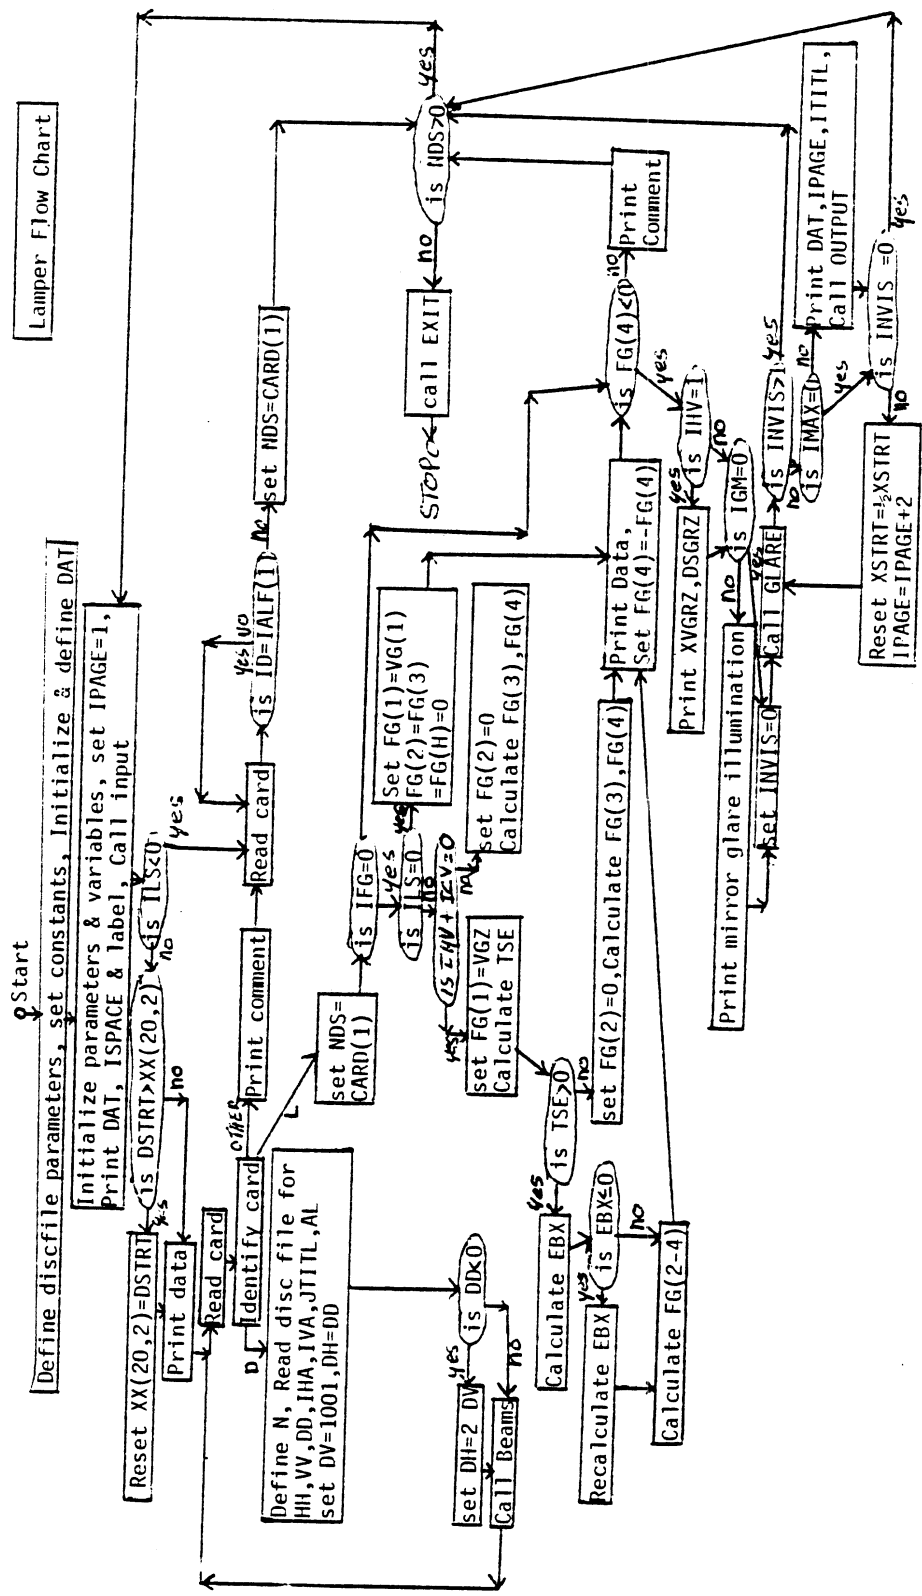 Lamper Flow Chart
Start
Define discfile parameters, set constants, Initialize & define DAT
Initialize parameters & variables, set IPAGE=1,
Print DAT, ISPACE & label, Call input
is ILS<0
yes
no
is DSTRT>XX(20,2)
yes
no
Reset XX(20,2)=DSTRT
Print data
Read card
Identify card
D
OTHER
L
Print comment
Read card
is ID=IALF(1)
yes
no
no
set NDS=CARD(1)
is NDS>0
yes
no
call EXIT
STOP
Define N, Read disc file for
HH,VV,DD,IHA,IVA,JTITL,AL
set DV=1001,DH=DD
is DD<0
yes
no
set DH=2 DV
Call Beams
set NDS=
CARD(1)
is IFG=0
yes
is ILS=0
yes
no
Set FG(1)=VG(1)
FG(2)=FG(3)
=FG(H)=0
is IHV+ICV=0
yes
no
set FG(2)=0
Calculate FG(3),FG(4)
set FG(1)=VGZ
Calculate TSE
is TSE>0
yes
no
set FG(2)=0,Calculate FG(3),FG(4)
Calculate EBX
is EBX≤0
yes
no
Recalculate EBX
Calculate FG(2-4)
Print Data,
Set FG(4)=-FG(4)
is FG(4)<0
no
yes
Print
Comment
is IHV=1
yes
no
Print XVGRZ,DSGRZ
is IGM=0
no
yes
Print mirror glare illumination
set INVIS=0
Call GLARE
is INVIS>1
yes
no
is IMAX=0
no
yes
Print DAT,IPAGE,ITITL,
Call OUTPUT
is INVIS =0
yes
no
Reset XSTRT=½XSTRT
IPAGE=IPAGE+2